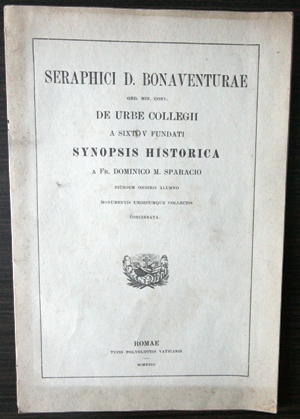 SERAPHICI D. BONAVENTURAE
ORD. MIN. CONV.
DE URBE COLLEGII
A SIXTO V FUNDATI
SYNOPSIS HISTORICA
A FR. DOMINICO M. SPARACIO
EIUSDEM ORDINIS ALUMNO
MONUMENTIS UNDEQUMQUE COLLECTIS
CONCINNATA
ROMAE
TYPIS POLYGLOTTIS VATICANIS